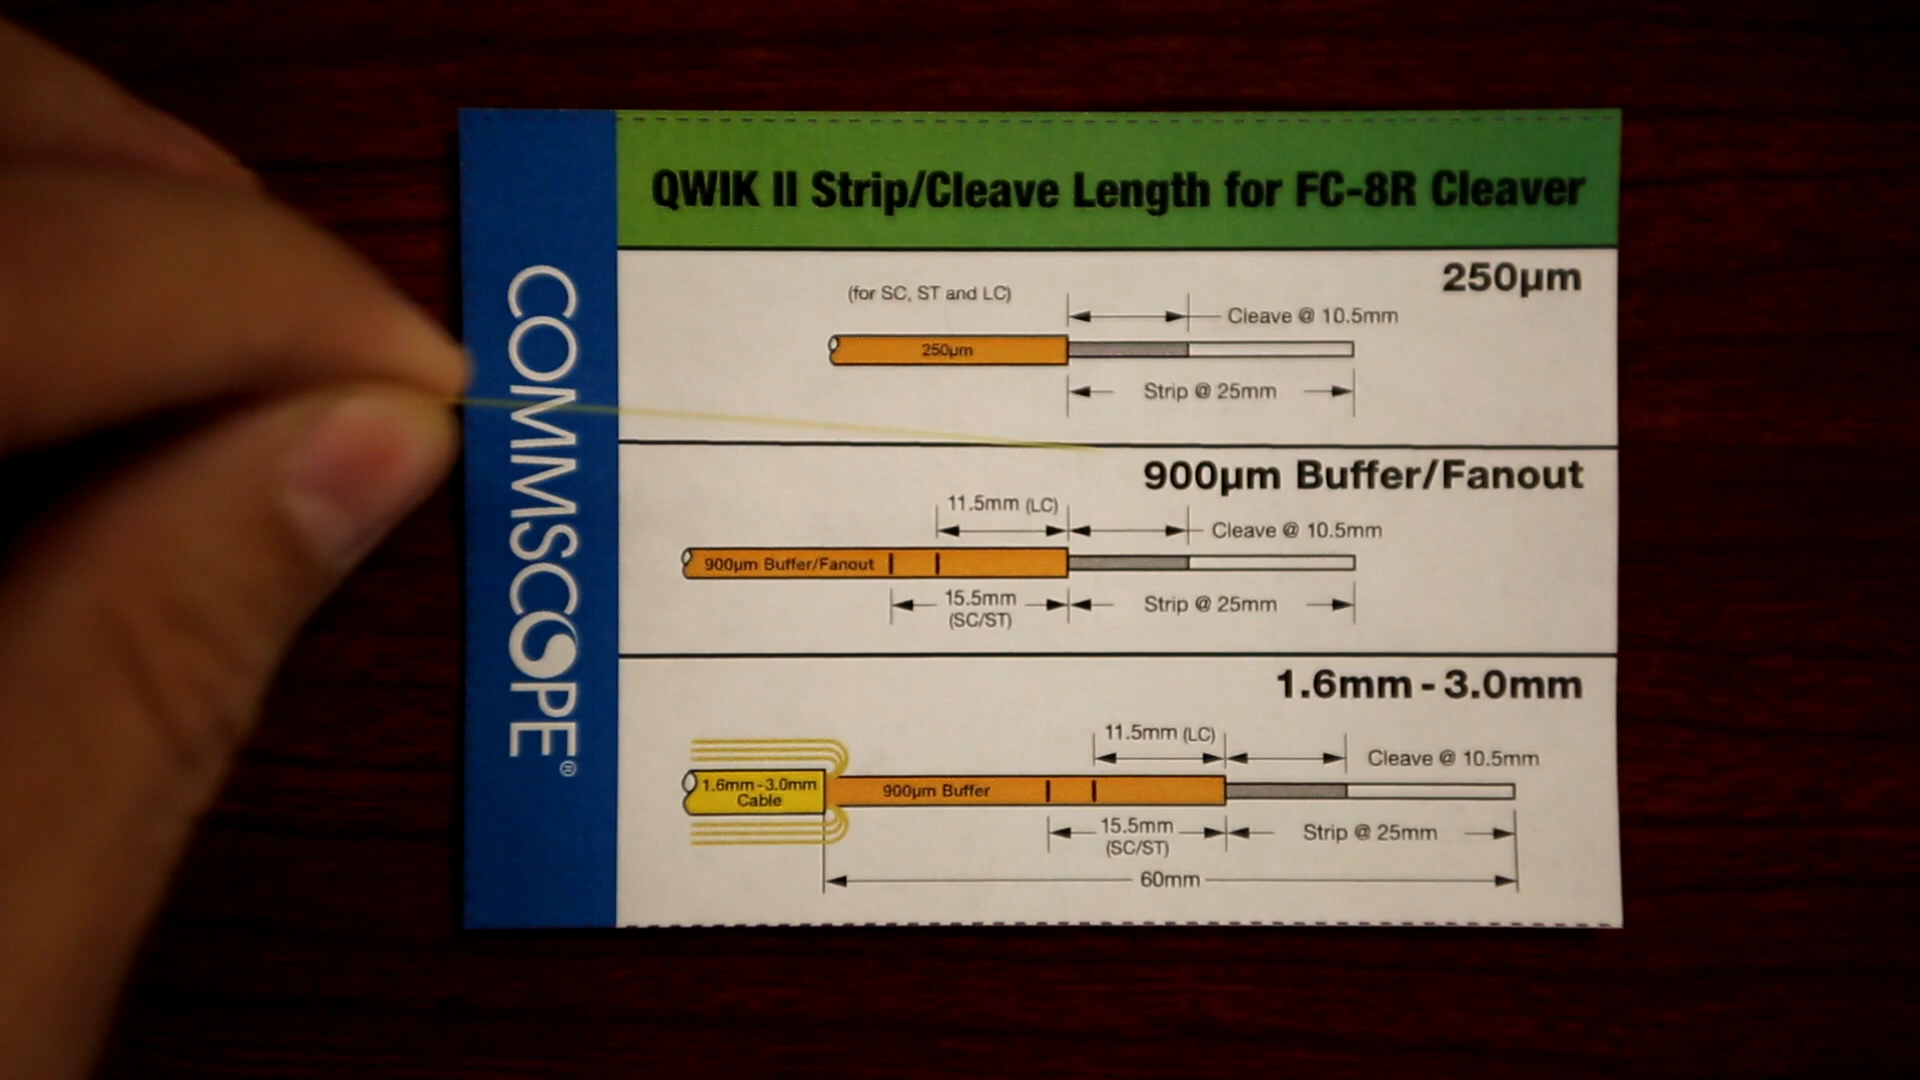 COMMSCOPE®
QWIK II Strip/Cleave Length for FC-8R Cleaver
250µm
(for SC, ST and LC)
Cleave @ 10.5mm
250µm
Strip @ 25mm
900µm Buffer/Fanout
11.5mm (LC)
Cleave @ 10.5mm
900µm Buffer/Fanout
15.5mm
(SC/ST)
Strip @ 25mm
1.6mm - 3.0mm
11.5mm (LC)
Cleave @ 10.5mm
1.6mm-3.0mm
Cable
900µm Buffer
15.5mm
(SC/ST)
Strip @ 25mm
60mm